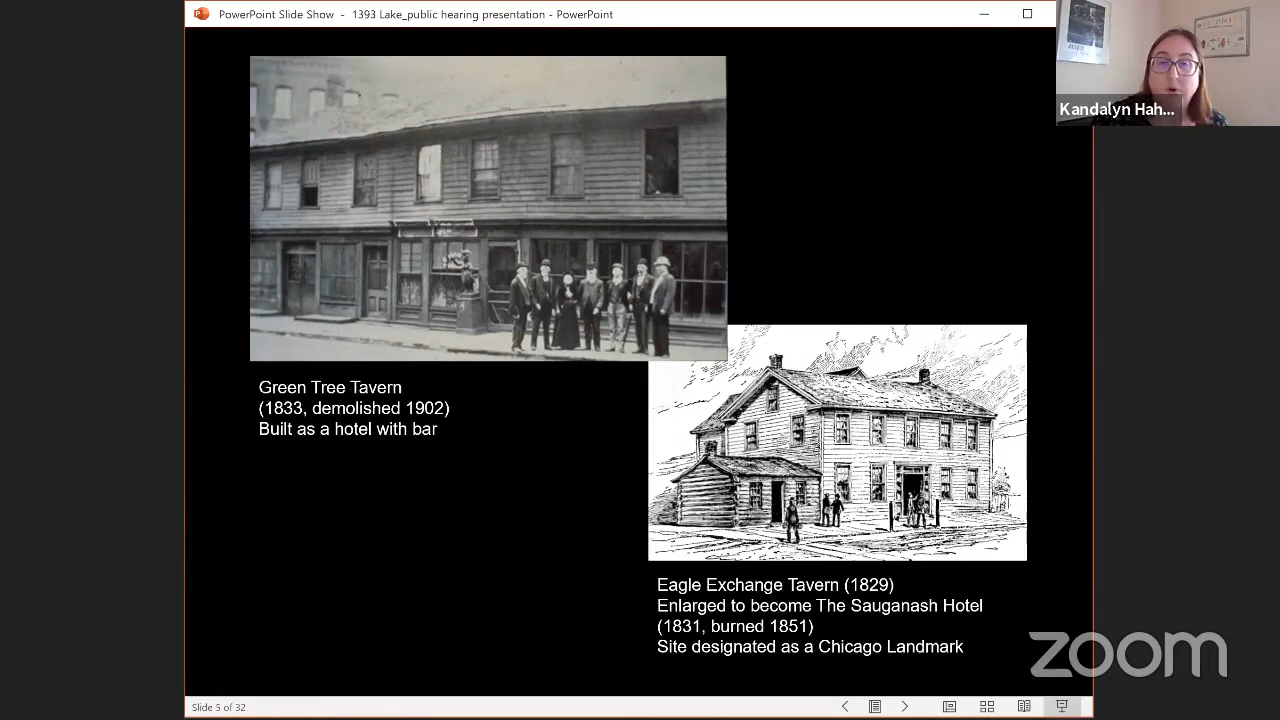 PowerPoint Slide Show - 1393 Lake_public hearing presentation - PowerPoint
Kandalyn Hah...
Green Tree Tavern
(1833, demolished 1902)
Built as a hotel with bar
Eagle Exchange Tavern (1829)
Enlarged to become The Sauganash Hotel
(1831, burned 1851)
Site designated as a Chicago Landmark
zoom
Slide 5 of 32